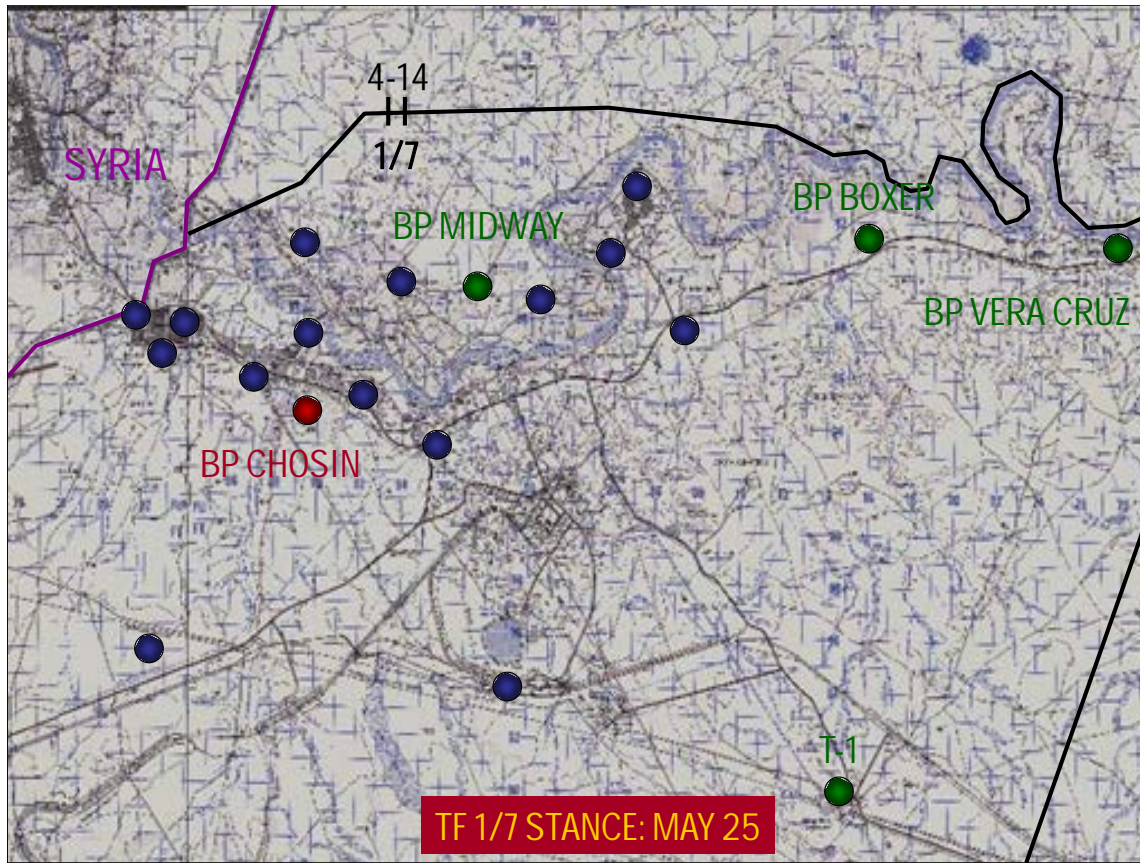 4-14
1/7
SYRIA
BP MIDWAY
BP BOXER
BP VERA CRUZ
BP CHOSIN
T-1
TF 1/7 STANCE: MAY 25